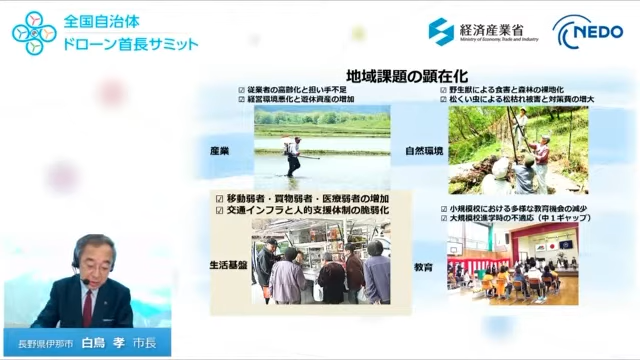 全国自治体
ドローン首長サミット
経済産業省
Ministry of Economy, Trade and Industry
NEDO
地域課題の顕在化
☑ 従業者の高齢化と担い手不足
☑ 経営環境悪化と遊休資産の増加
産業
☑ 野生獣による食害と森林の裸地化
☑ 松くい虫による松枯れ被害と対策費の増大
自然環境
☑ 移動弱者・買物弱者・医療弱者の増加
☑ 交通インフラと人的支援体制の脆弱化
生活基盤
☑ 小規模校における多様な教育機会の減少
☑ 大規模校進学時の不適応（中１ギャップ）
教育
長野県伊那市 白鳥 孝 市長